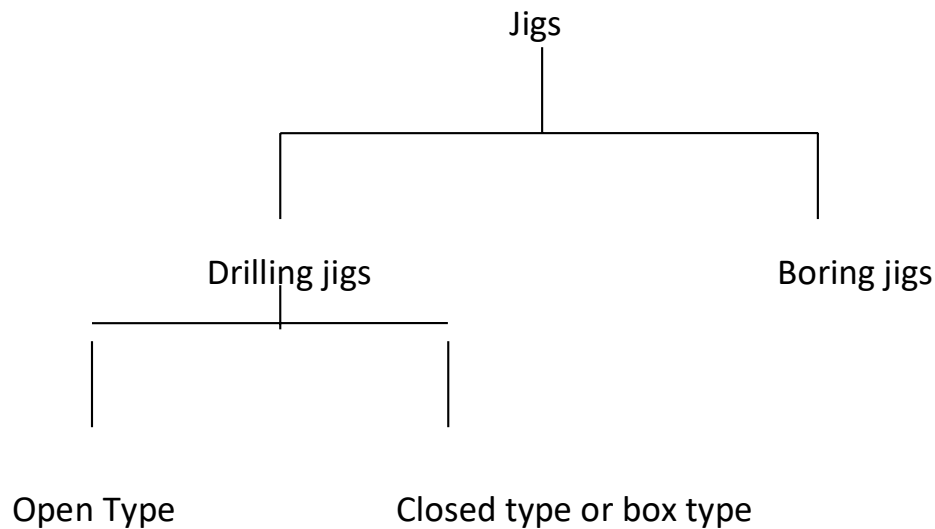 Jigs
Drilling jigs
Boring jigs
Open Type
Closed type or box type